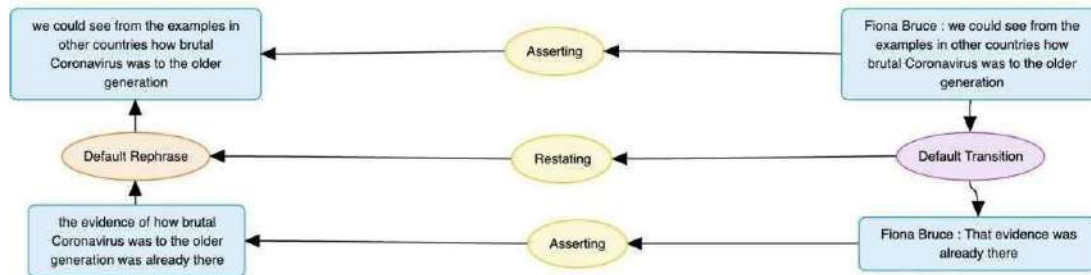 we could see from the examples in
other countries how brutal
Coronavirus was to the older
generation
Asserting
Fiona Bruce : we could see from the
examples in other countries how
brutal Coronavirus was to the older
generation
Default Rephrase
Restating
Default Transition
the evidence of how brutal
Coronavirus was to the older
generation was already there
Asserting
Fiona Bruce : That evidence was
already there